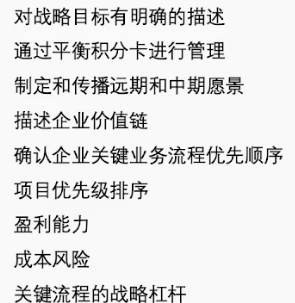 对战略目标有明确的描述
通过平衡积分卡进行管理
制定和传播远期和中期愿景
描述企业价值链
确认企业关键业务流程优先顺序
项目优先级排序
盈利能力
成本风险
关键流程的战略杠杆